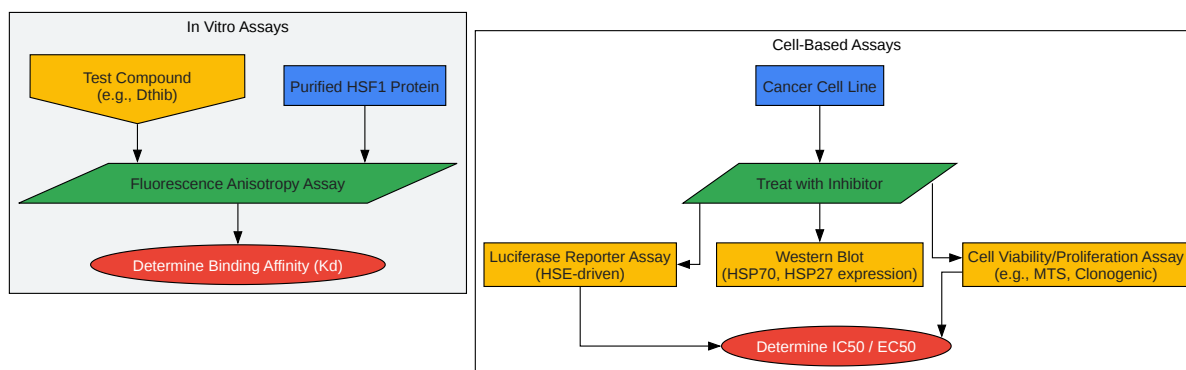 In Vitro Assays
Test Compound
(e.g., Dthib)
Purified HSF1 Protein
Fluorescence Anisotropy Assay
Determine Binding Affinity (Kd)
Cell-Based Assays
Cancer Cell Line
Treat with Inhibitor
Luciferase Reporter Assay
(HSE-driven)
Western Blot
(HSP70, HSP27 expression)
Cell Viability/Proliferation Assay
(e.g., MTS, Clonogenic)
Determine IC50 / EC50